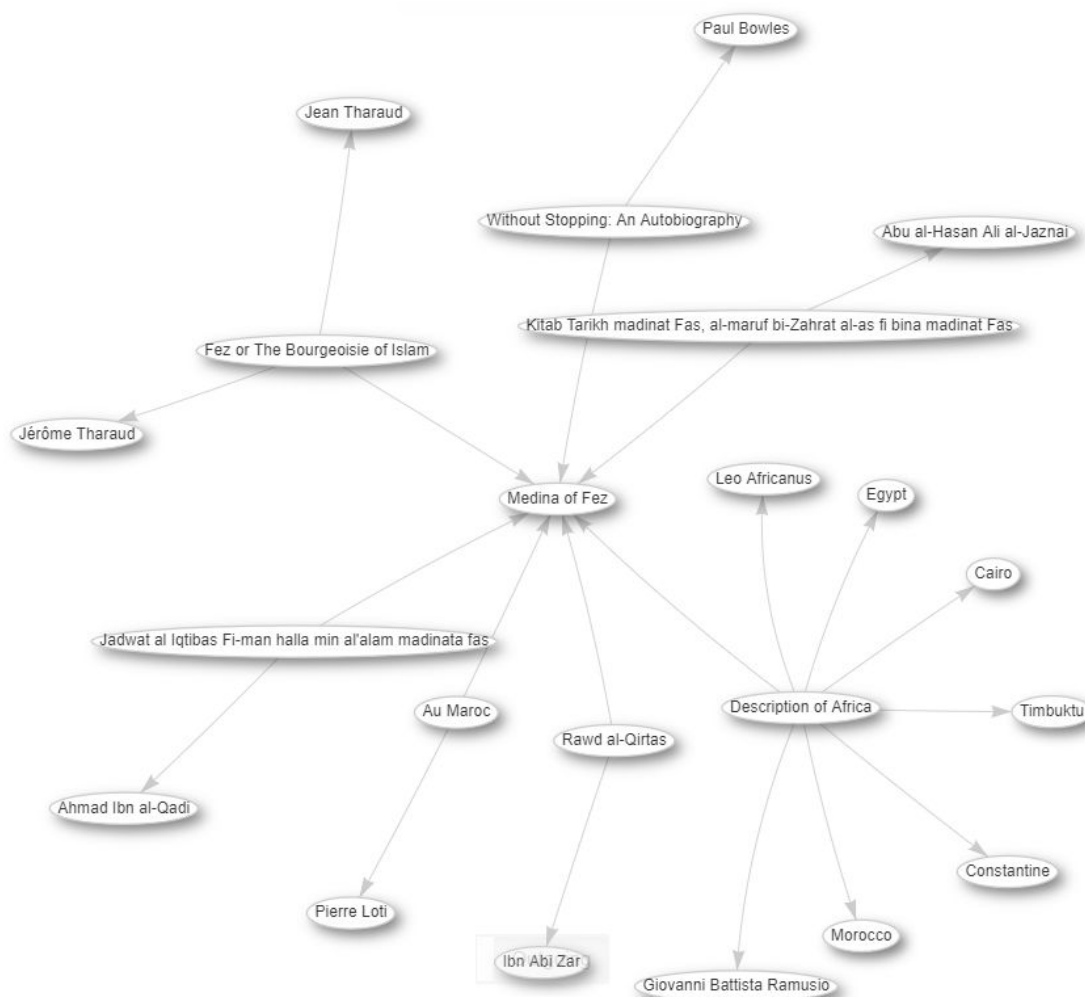 Paul Bowles
Jean Tharaud
Without Stopping: An Autobiography
Abu al-Hasan Ali al-Jaznai
Kitab Tarikh madinat Fas, al-maruf bi-Zahrat al-as fi bina madinat Fas
Fez or The Bourgeoisie of Islam
Jérôme Tharaud
Leo Africanus
Egypt
Medina of Fez
Cairo
Jadwat al Iqtibas Fi-man halla min al'alam madinata fas
Description of Africa
Au Maroc
Timbuktu
Rawd al-Qirtas
Ahmad Ibn al-Qadi
Constantine
Pierre Loti
Morocco
Ibn Abi Zar
Giovanni Battista Ramusio